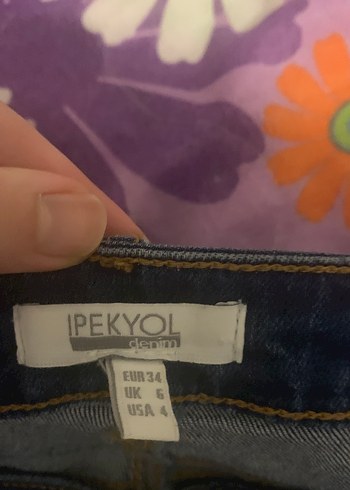 IPEKYOL
denim
EUR 34
UK 6
USA 4